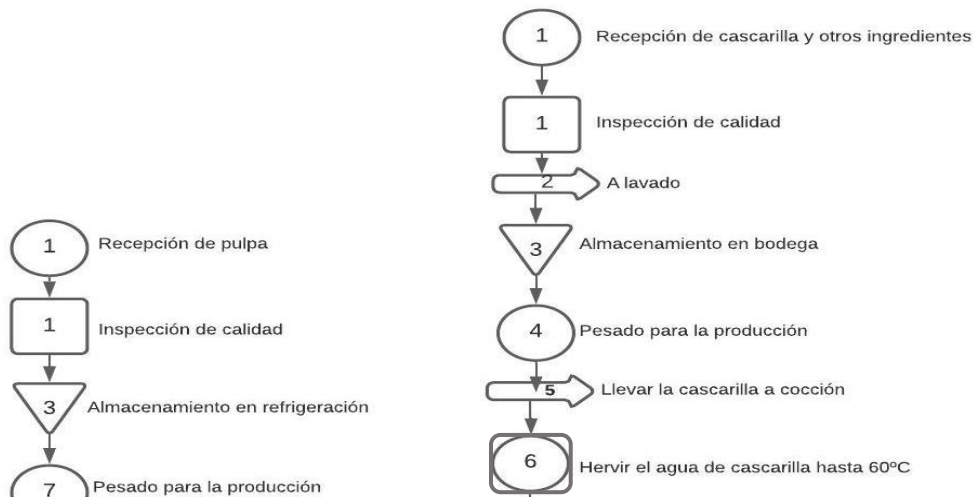 1 Recepción de cascarilla y otros ingredientes
1 Inspección de calidad
2 A lavado
3 Almacenamiento en bodega
4 Pesado para la producción
5 Llevar la cascarilla a cocción
6 Hervir el agua de cascarilla hasta 60ºC
1 Recepción de pulpa
1 Inspección de calidad
3 Almacenamiento en refrigeración
7 Pesado para la producción